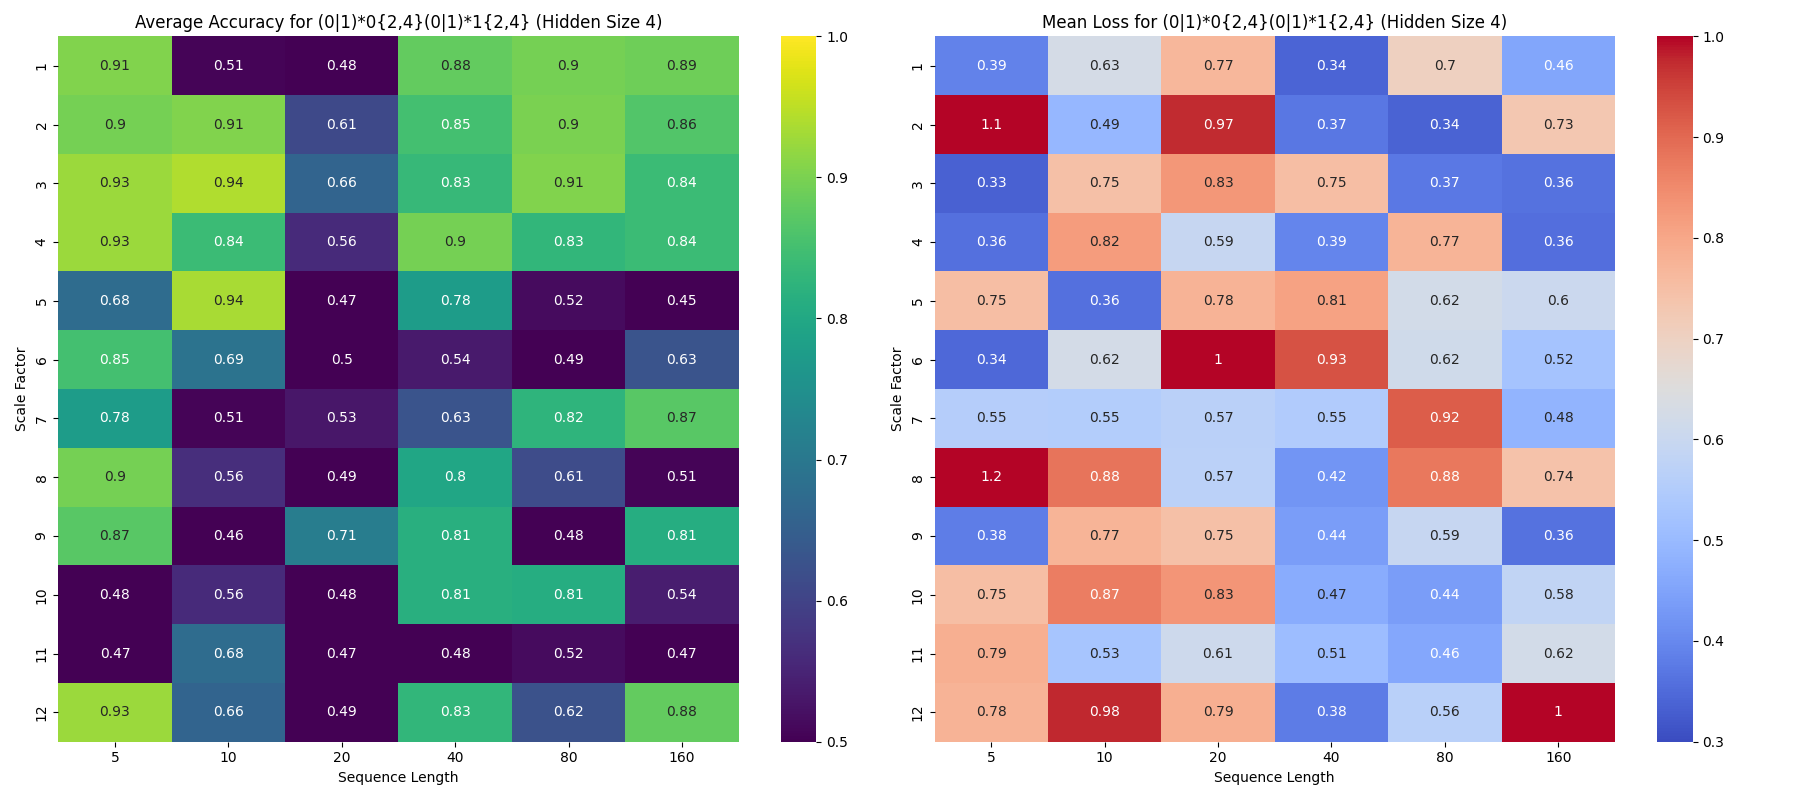 Average Accuracy for (0|1)*0{2,4}(0|1)*1{2,4} (Hidden Size 4)
Scale Factor
1 0.91 0.51 0.48 0.88 0.9 0.89
2 0.9 0.91 0.61 0.85 0.9 0.86
3 0.93 0.94 0.66 0.83 0.91 0.84
4 0.93 0.84 0.56 0.9 0.83 0.84
5 0.68 0.94 0.47 0.78 0.52 0.45
6 0.85 0.69 0.5 0.54 0.49 0.63
7 0.78 0.51 0.53 0.63 0.82 0.87
8 0.9 0.56 0.49 0.8 0.61 0.51
9 0.87 0.46 0.71 0.81 0.48 0.81
10 0.48 0.56 0.48 0.81 0.81 0.54
11 0.47 0.68 0.47 0.48 0.52 0.47
12 0.93 0.66 0.49 0.83 0.62 0.88
5 10 20 40 80 160
Sequence Length
1.0
0.9
0.8
0.7
0.6
0.5
Mean Loss for (0|1)*0{2,4}(0|1)*1{2,4} (Hidden Size 4)
Scale Factor
1 0.39 0.63 0.77 0.34 0.7 0.46
2 1.1 0.49 0.97 0.37 0.34 0.73
3 0.33 0.75 0.83 0.75 0.37 0.36
4 0.36 0.82 0.59 0.39 0.77 0.36
5 0.75 0.36 0.78 0.81 0.62 0.6
6 0.34 0.62 1 0.93 0.62 0.52
7 0.55 0.55 0.57 0.55 0.92 0.48
8 1.2 0.88 0.57 0.42 0.88 0.74
9 0.38 0.77 0.75 0.44 0.59 0.36
10 0.75 0.87 0.83 0.47 0.44 0.58
11 0.79 0.53 0.61 0.51 0.46 0.62
12 0.78 0.98 0.79 0.38 0.56 1
5 10 20 40 80 160
Sequence Length
1.0
0.9
0.8
0.7
0.6
0.5
0.4
0.3